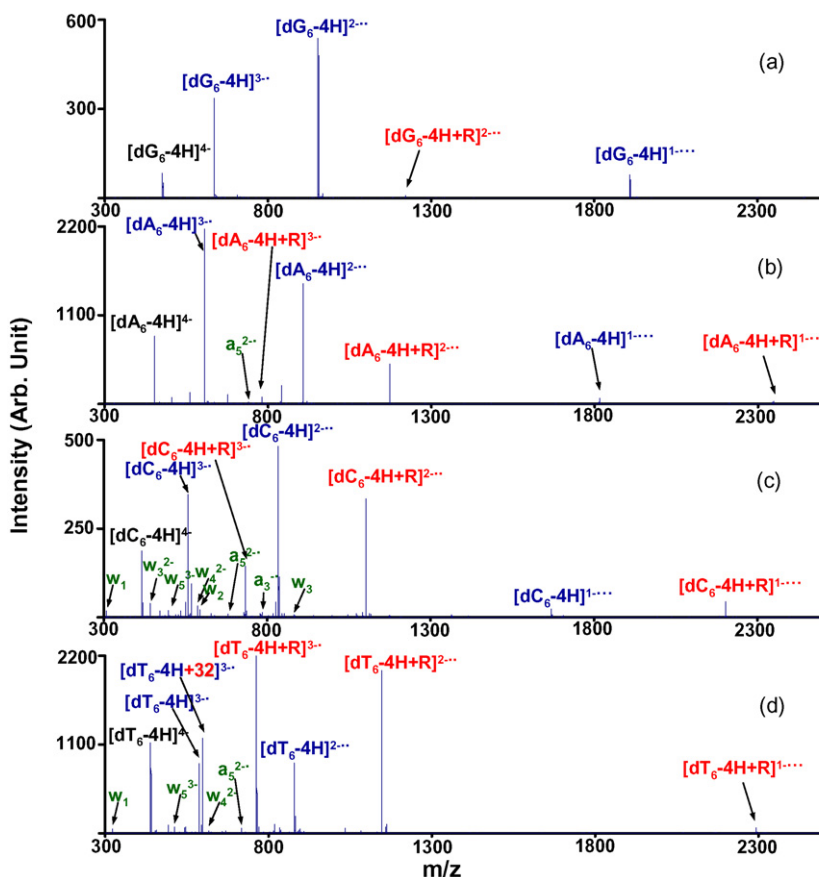 Intensity (Arb. Unit)
600
300
[dG₆-4H]²⁻··
(a)
[dG₆-4H]³⁻·
[dG₆-4H+R]²⁻··
[dG₆-4H]⁴⁻
[dG₆-4H]¹⁻···
300 800 1300 1800 2300
2200
1100
[dA₆-4H]³⁻·
[dA₆-4H+R]³⁻·
[dA₆-4H]²⁻··
(b)
[dA₆-4H]⁴⁻
a₅²⁻·
[dA₆-4H+R]²⁻··
[dA₆-4H]¹⁻···
[dA₆-4H+R]¹⁻···
300 800 1300 1800 2300
500
250
[dC₆-4H]²⁻··
[dC₆-4H+R]³⁻·
[dC₆-4H]³⁻·
[dC₆-4H+R]²⁻··
(c)
[dC₆-4H]⁴⁻
w₁
w₃²⁻
w₅³⁻
w₄²⁻
w₂
a₅²⁻·
a₃⁻·
w₃
[dC₆-4H]¹⁻···
[dC₆-4H+R]¹⁻···
300 800 1300 1800 2300
2200
1100
[dT₆-4H+R]³⁻·
[dT₆-4H+32]³⁻·
[dT₆-4H+R]²⁻··
[dT₆-4H]³⁻·
(d)
[dT₆-4H]⁴⁻
[dT₆-4H]²⁻··
w₁
w₅³⁻
w₄²⁻
a₅²⁻·
[dT₆-4H+R]¹⁻···
300 800 1300 1800 2300
m/z